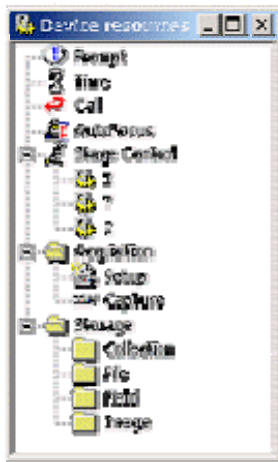 Device resources
Prompt
Time
Call
AutoFocus
Stage Control
X
Y
Z
Acquisition
Setup
Capture
Storage
Collection
File
Field
Image